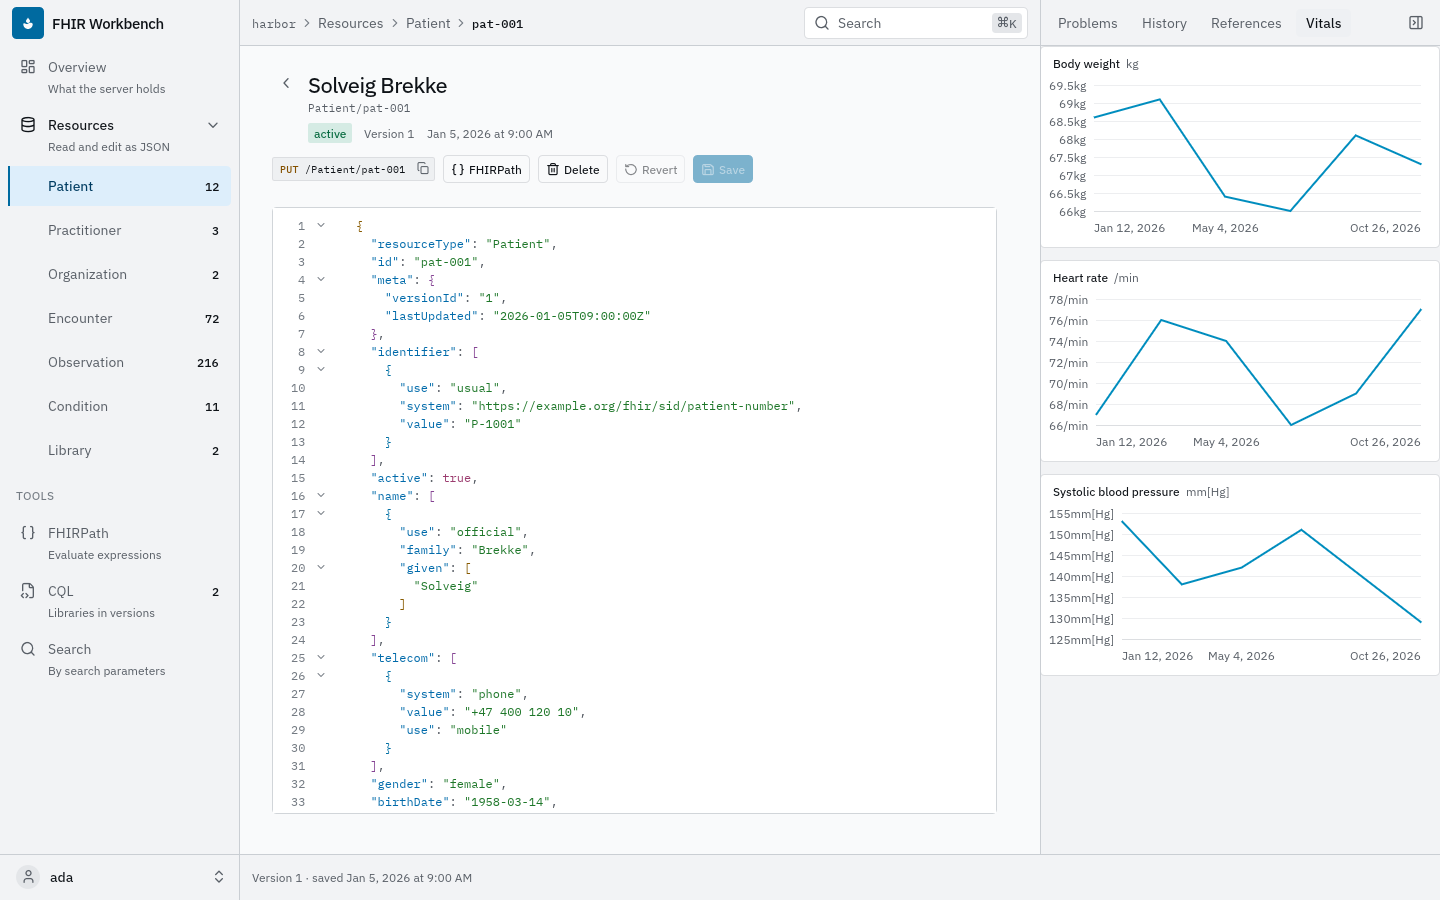 FHIR Workbench
Overview
What the server holds
Resources
Read and edit as JSON
Patient 12
Practitioner 3
Organization 2
Encounter 72
Observation 216
Condition 11
Library 2
TOOLS
FHIRPath
Evaluate expressions
CQL 2
Libraries in versions
Search
By search parameters
ada
harbor > Resources > Patient > pat-001
Search ⌘K
Solveig Brekke
Patient/pat-001
active Version 1 Jan 5, 2026 at 9:00 AM
PUT /Patient/pat-001 {} FHIRPath Delete Revert Save
1 {
2 "resourceType": "Patient",
3 "id": "pat-001",
4 "meta": {
5 "versionId": "1",
6 "lastUpdated": "2026-01-05T09:00:00Z"
7 },
8 "identifier": [
9 {
10 "use": "usual",
11 "system": "https://example.org/fhir/sid/patient-number",
12 "value": "P-1001"
13 }
14 ],
15 "active": true,
16 "name": [
17 {
18 "use": "official",
19 "family": "Brekke",
20 "given": [
21 "Solveig"
22 ]
23 }
24 ],
25 "telecom": [
26 {
27 "system": "phone",
28 "value": "+47 400 120 10",
29 "use": "mobile"
30 }
31 ],
32 "gender": "female",
33 "birthDate": "1958-03-14",
Version 1 · saved Jan 5, 2026 at 9:00 AM
Problems History References Vitals
Body weight kg
69.5kg
69kg
68.5kg
68kg
67.5kg
67kg
66.5kg
66kg
Jan 12, 2026 May 4, 2026 Oct 26, 2026
Heart rate /min
78/min
76/min
74/min
72/min
70/min
68/min
66/min
Jan 12, 2026 May 4, 2026 Oct 26, 2026
Systolic blood pressure mm[Hg]
155mm[Hg]
150mm[Hg]
145mm[Hg]
140mm[Hg]
135mm[Hg]
130mm[Hg]
125mm[Hg]
Jan 12, 2026 May 4, 2026 Oct 26, 2026